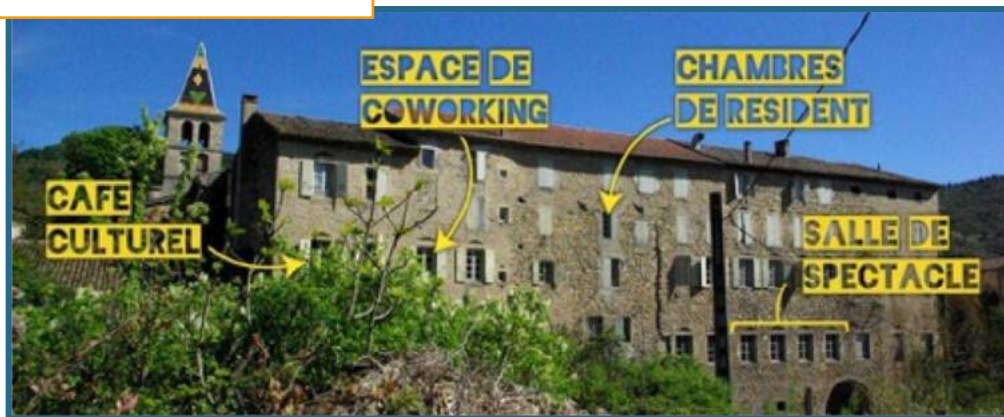 ESPACE DE
COWORKING
CHAMBRES
DE RESIDENT
CAFE
CULTUREL
SALLE DE
SPECTACLE